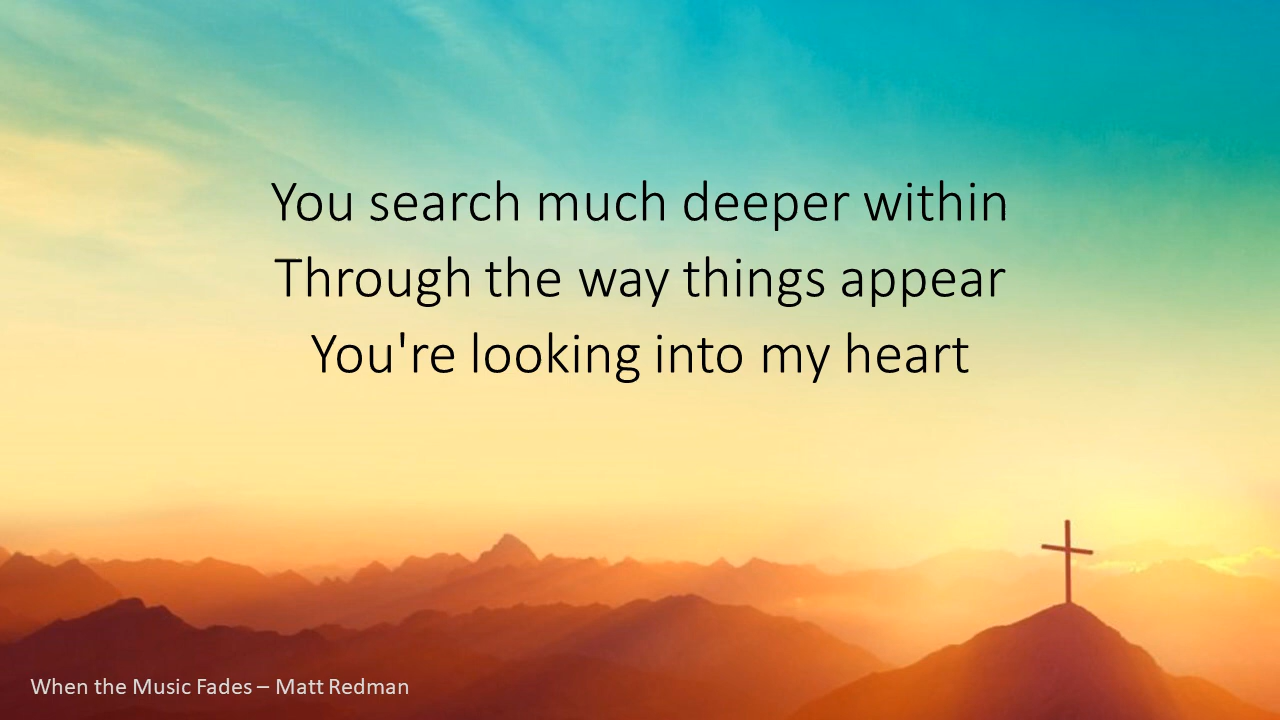 You search much deeper within
Through the way things appear
You're looking into my heart
When the Music Fades – Matt Redman